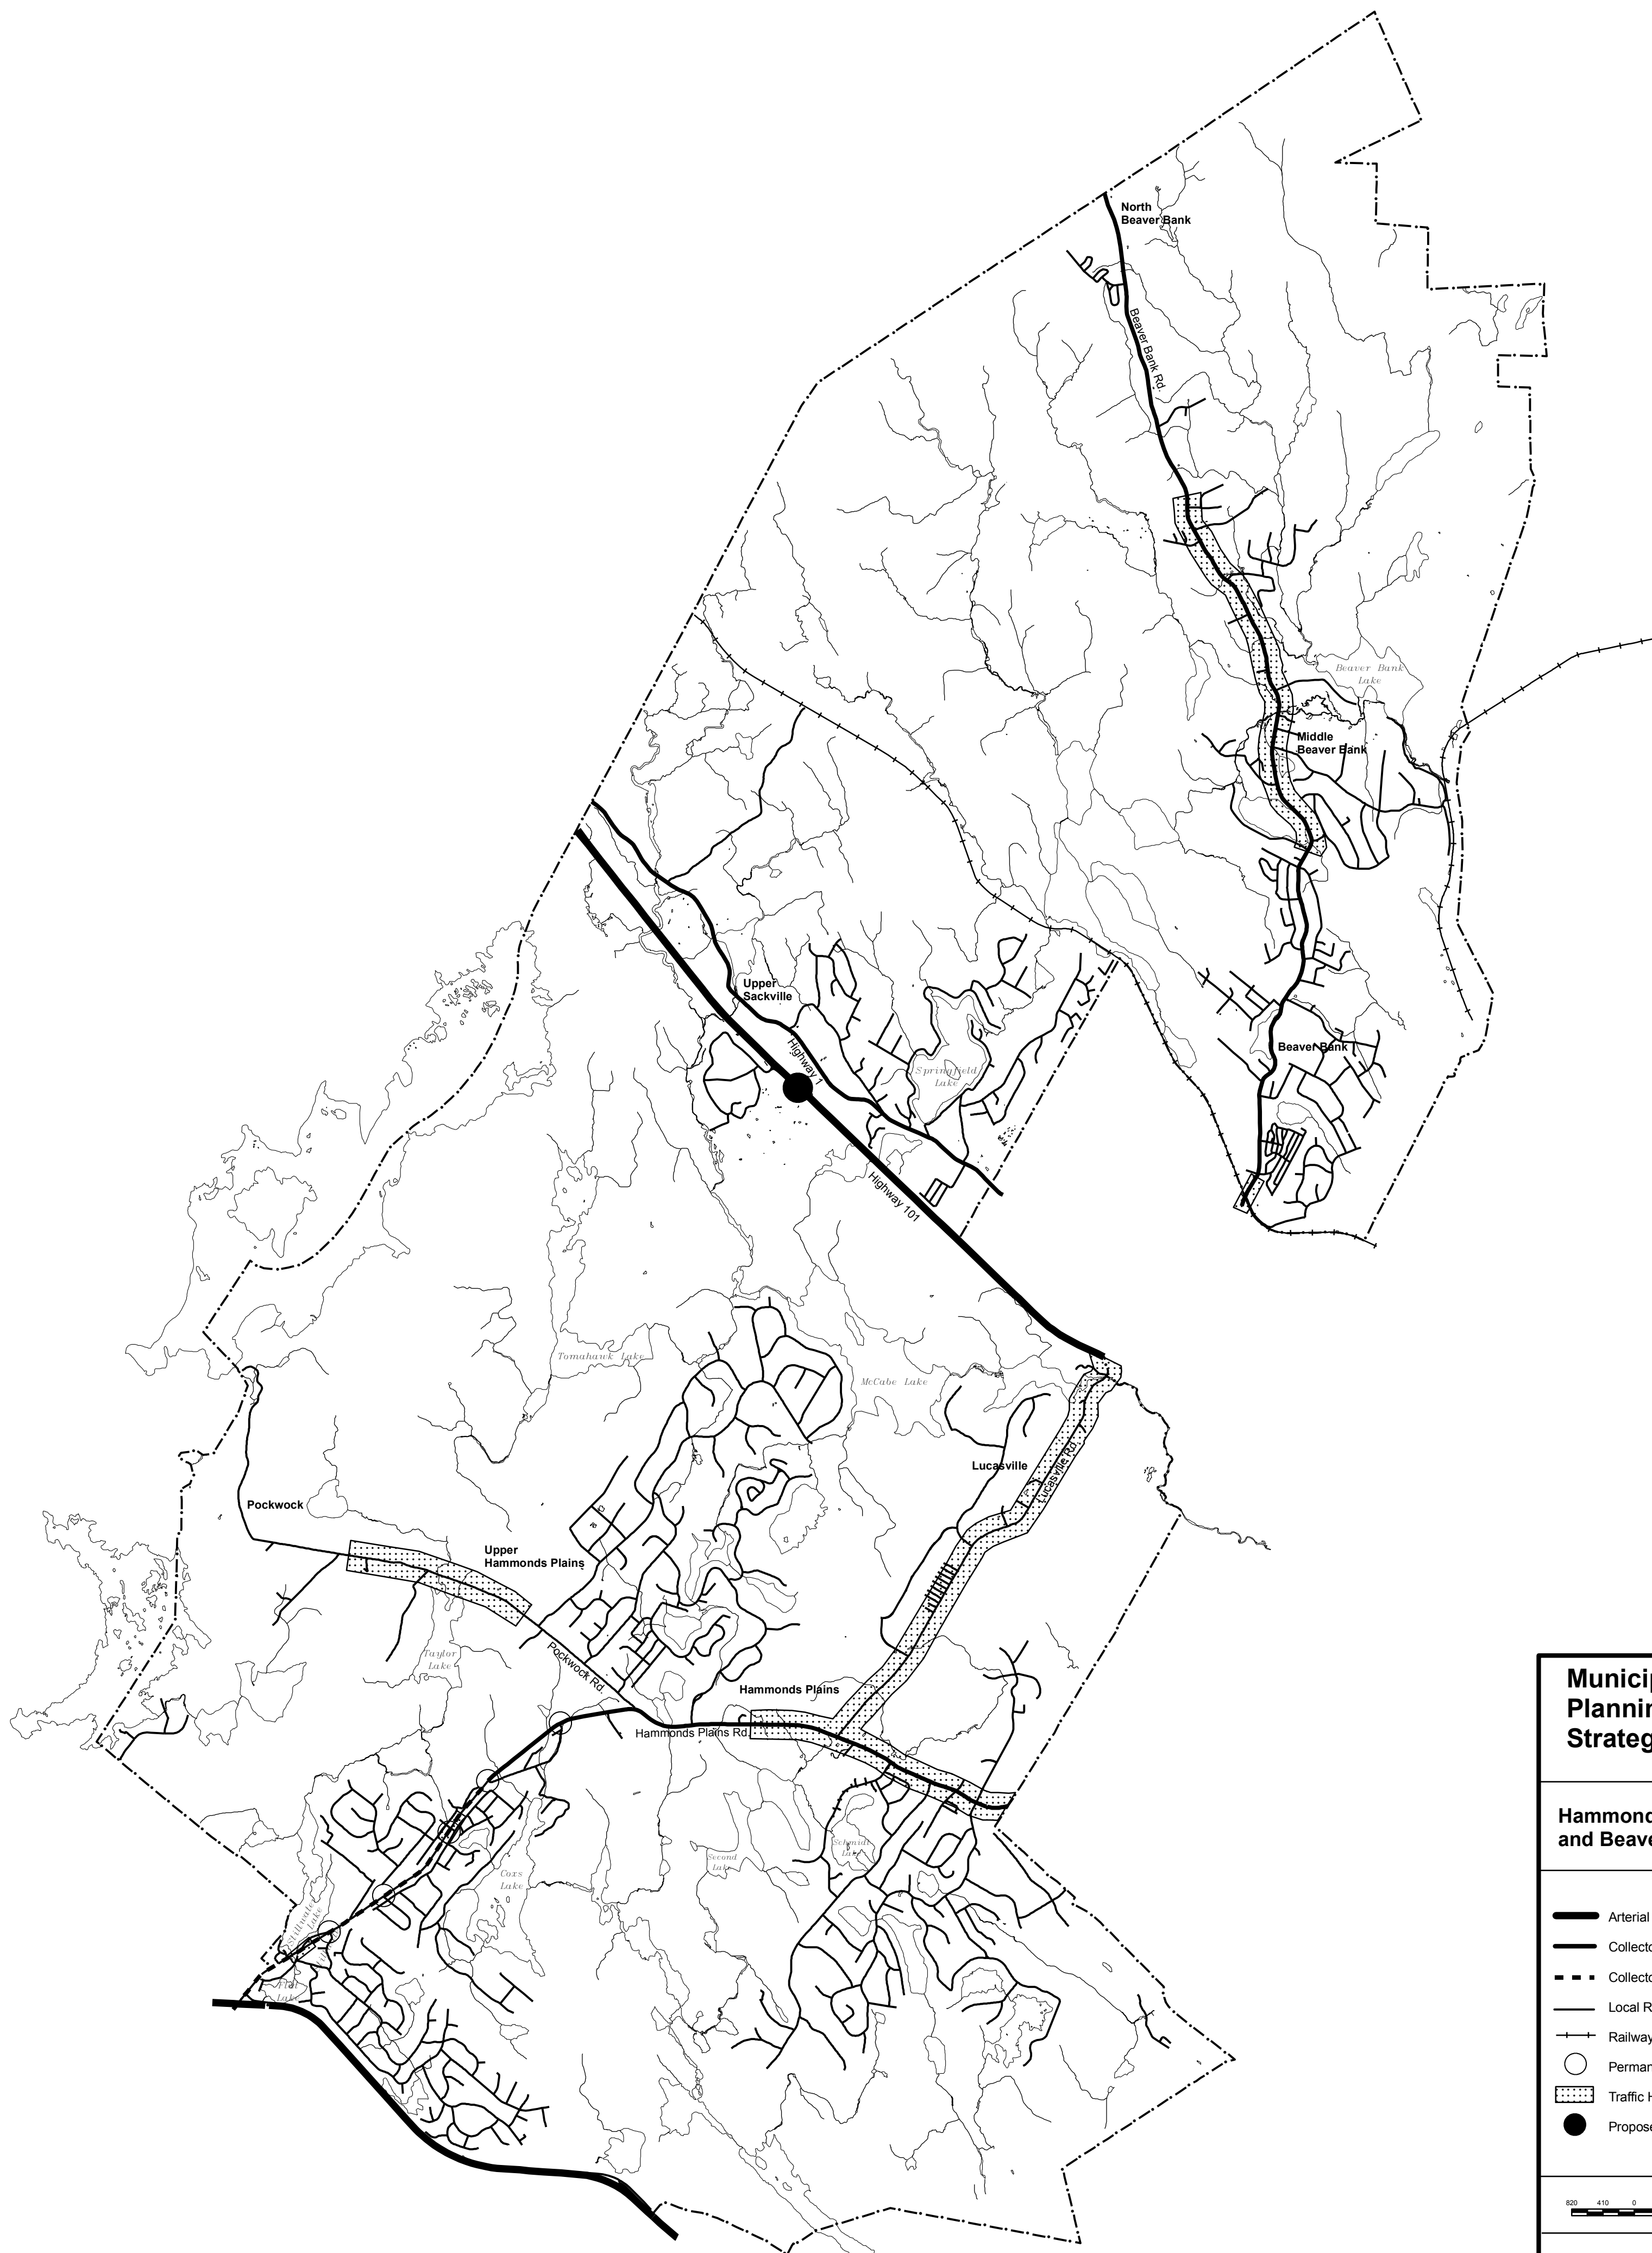 North
Beaver Bank
Beaver Bank Rd.
Beaver Bank
Lake
Middle
Beaver Bank
Upper
Sackville
Highway 1
Beaver Bank
Springfield
Lake
Highway 101
Tomahawk Lake
McCabe Lake
Lucasville
Lucasville Rd.
Pockwock
Upper
Hammonds Plains
Taylor
Lake
Pockwock Rd.
Hammonds Plains
Hammonds Plains Rd.
Schmidt
Lake
Second
Lake
Coxs
Lake
Stillwater
Lake
Lake
Municip
Plannin
Strateg
Hammond
and Beave
Arterial
Collecto
Collecto
Local R
Railway
Perman
Traffic H
Propose
820 410 0